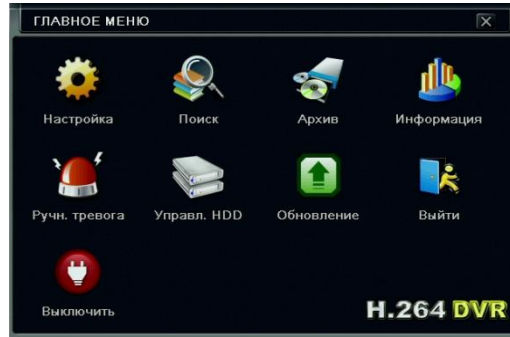 ГЛАВНОЕ МЕНЮ
Настройка Поиск Архив Информация
Ручн. тревога Управл. HDD Обновление Выйти
Выключить
H.264 DVR